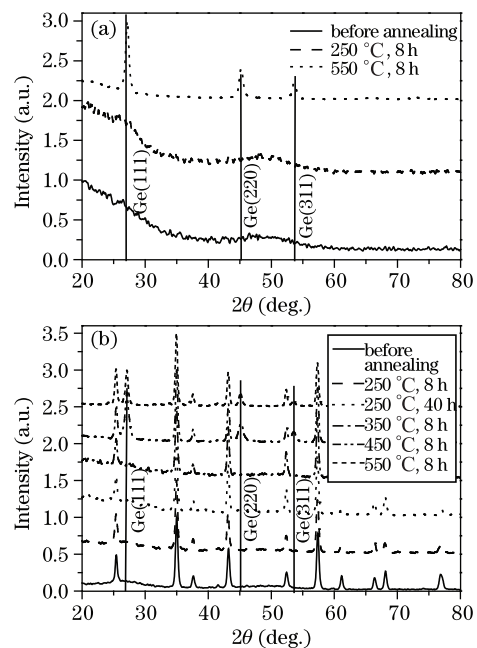 (a)
before annealing
250 °C, 8 h
550 °C, 8 h
Intensity (a.u.)
3.0
2.5
2.0
1.5
1.0
0.5
0.0
Ge(111)
Ge(220)
Ge(311)
20 30 40 50 60 70 80
2θ (deg.)
(b)
before
annealing
250 °C, 8 h
250 °C, 40 h
350 °C, 8 h
450 °C, 8 h
550 °C, 8 h
Intensity (a.u.)
3.5
3.0
2.5
2.0
1.5
1.0
0.5
0.0
Ge(111)
Ge(220)
Ge(311)
20 30 40 50 60 70 80
2θ (deg.)